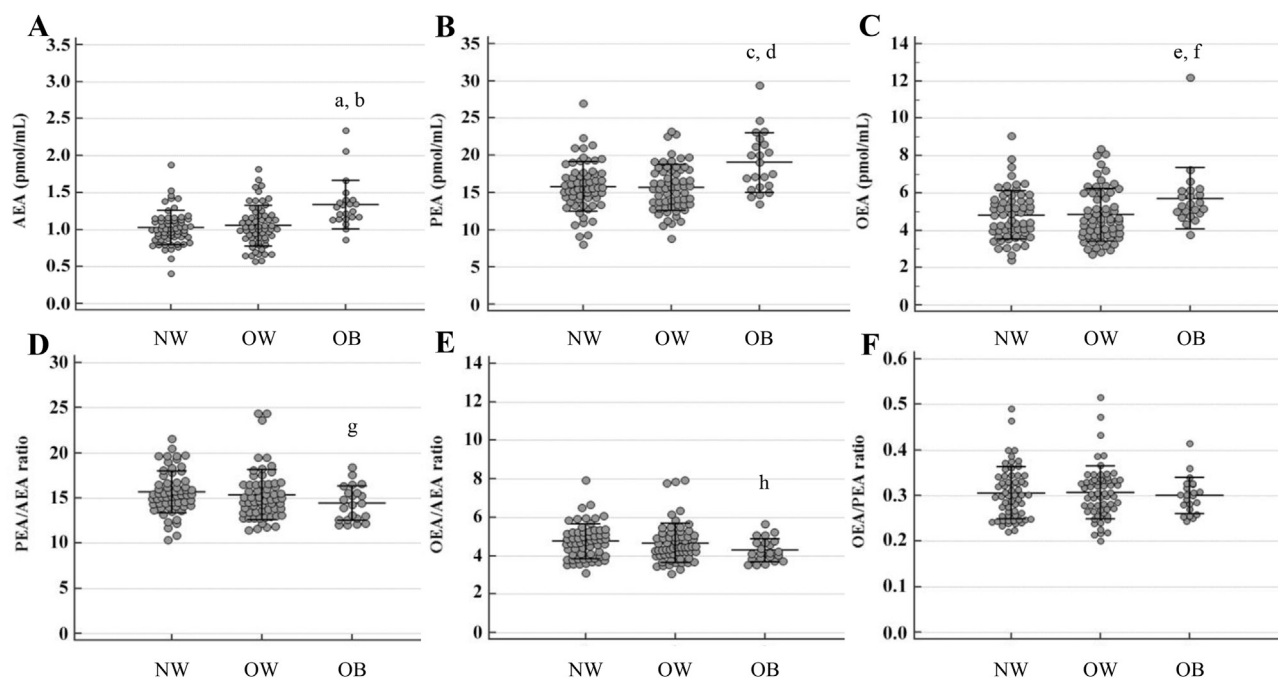 A
AEA (pmol/mL)
3.5
3.0
2.5
2.0
1.5
1.0
0.5
0.0
a, b
NW OW OB
B
PEA (pmol/mL)
35
30
25
20
15
10
5
0
c, d
NW OW OB
C
OEA (pmol/mL)
14
12
10
8
6
4
2
0
e, f
NW OW OB
D
PEA/AEA ratio
30
25
20
15
10
5
0
g
NW OW OB
E
OEA/AEA ratio
14
12
10
8
6
4
2
0
h
NW OW OB
F
OEA/PEA ratio
0.6
0.5
0.4
0.3
0.2
0.1
0.0
NW OW OB